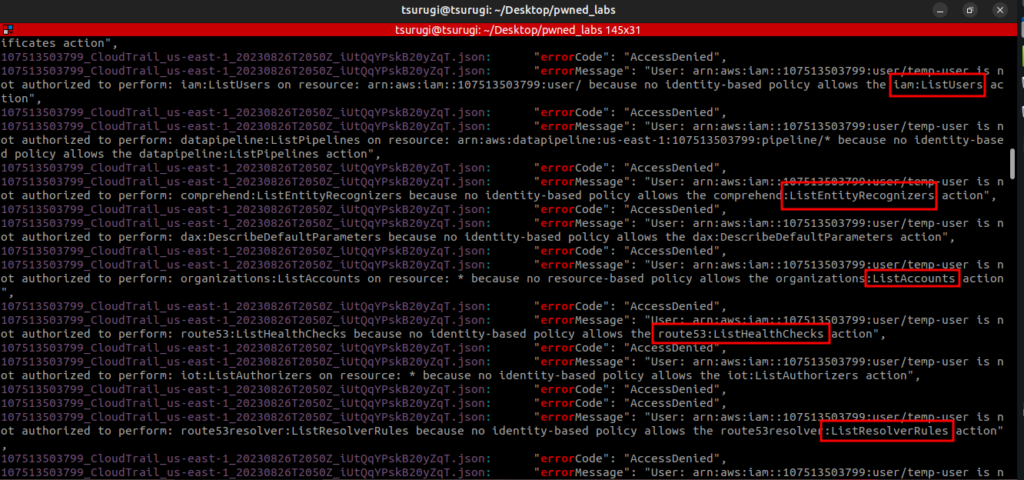 tsurugi@tsurugi: ~/Desktop/pwned_labs
tsurugi@tsurugi: ~/Desktop/pwned_labs 145x31
ificates action",
107513503799_CloudTrail_us-east-1_20230826T2050Z_iUtQqYPskB20yZqT.json:      "errorCode": "AccessDenied",
107513503799_CloudTrail_us-east-1_20230826T2050Z_iUtQqYPskB20yZqT.json:      "errorMessage": "User: arn:aws:iam::107513503799:user/temp-user is n
ot authorized to perform: iam:ListUsers on resource: arn:aws:iam::107513503799:user/ because no identity-based policy allows the iam:ListUsers ac
tion",
107513503799_CloudTrail_us-east-1_20230826T2050Z_iUtQqYPskB20yZqT.json:      "errorCode": "AccessDenied",
107513503799_CloudTrail_us-east-1_20230826T2050Z_iUtQqYPskB20yZqT.json:      "errorMessage": "User: arn:aws:iam::107513503799:user/temp-user is n
ot authorized to perform: datapipeline:ListPipelines on resource: arn:aws:datapipeline:us-east-1:107513503799:pipeline/* because no identity-base
d policy allows the datapipeline:ListPipelines action",
107513503799_CloudTrail_us-east-1_20230826T2050Z_iUtQqYPskB20yZqT.json:      "errorCode": "AccessDenied",
107513503799_CloudTrail_us-east-1_20230826T2050Z_iUtQqYPskB20yZqT.json:      "errorMessage": "User: arn:aws:iam::107513503799:user/temp-user is n
ot authorized to perform: comprehend:ListEntityRecognizers because no identity-based policy allows the comprehend:ListEntityRecognizers action",
107513503799_CloudTrail_us-east-1_20230826T2050Z_iUtQqYPskB20yZqT.json:      "errorCode": "AccessDenied",
107513503799_CloudTrail_us-east-1_20230826T2050Z_iUtQqYPskB20yZqT.json:      "errorMessage": "User: arn:aws:iam::107513503799:user/temp-user is n
ot authorized to perform: dax:DescribeDefaultParameters because no identity-based policy allows the dax:DescribeDefaultParameters action",
107513503799_CloudTrail_us-east-1_20230826T2050Z_iUtQqYPskB20yZqT.json:      "errorCode": "AccessDenied",
107513503799_CloudTrail_us-east-1_20230826T2050Z_iUtQqYPskB20yZqT.json:      "errorMessage": "User: arn:aws:iam::107513503799:user/temp-user is n
ot authorized to perform: organizations:ListAccounts on resource: * because no resource-based policy allows the organizations:ListAccounts action
",
107513503799_CloudTrail_us-east-1_20230826T2050Z_iUtQqYPskB20yZqT.json:      "errorCode": "AccessDenied",
107513503799_CloudTrail_us-east-1_20230826T2050Z_iUtQqYPskB20yZqT.json:      "errorMessage": "User: arn:aws:iam::107513503799:user/temp-user is n
ot authorized to perform: route53:ListHealthChecks because no identity-based policy allows the route53:ListHealthChecks action",
107513503799_CloudTrail_us-east-1_20230826T2050Z_iUtQqYPskB20yZqT.json:      "errorCode": "AccessDenied",
107513503799_CloudTrail_us-east-1_20230826T2050Z_iUtQqYPskB20yZqT.json:      "errorMessage": "User: arn:aws:iam::107513503799:user/temp-user is n
ot authorized to perform: iot:ListAuthorizers on resource: * because no identity-based policy allows the iot:ListAuthorizers action",
107513503799_CloudTrail_us-east-1_20230826T2050Z_iUtQqYPskB20yZqT.json:      "errorCode": "AccessDenied",
107513503799_CloudTrail_us-east-1_20230826T2050Z_iUtQqYPskB20yZqT.json:      "errorMessage": "User: arn:aws:iam::107513503799:user/temp-user is n
ot authorized to perform: route53resolver:ListResolverRules because no identity-based policy allows the route53resolver:ListResolverRules action"
,
107513503799_CloudTrail_us-east-1_20230826T2050Z_iUtQqYPskB20yZqT.json:      "errorCode": "AccessDenied",
107513503799_CloudTrail_us-east-1_20230826T2050Z_iUtQqYPskB20yZqT.json:      "errorMessage": "User: arn:aws:iam::107513503799:user/temp-user is n